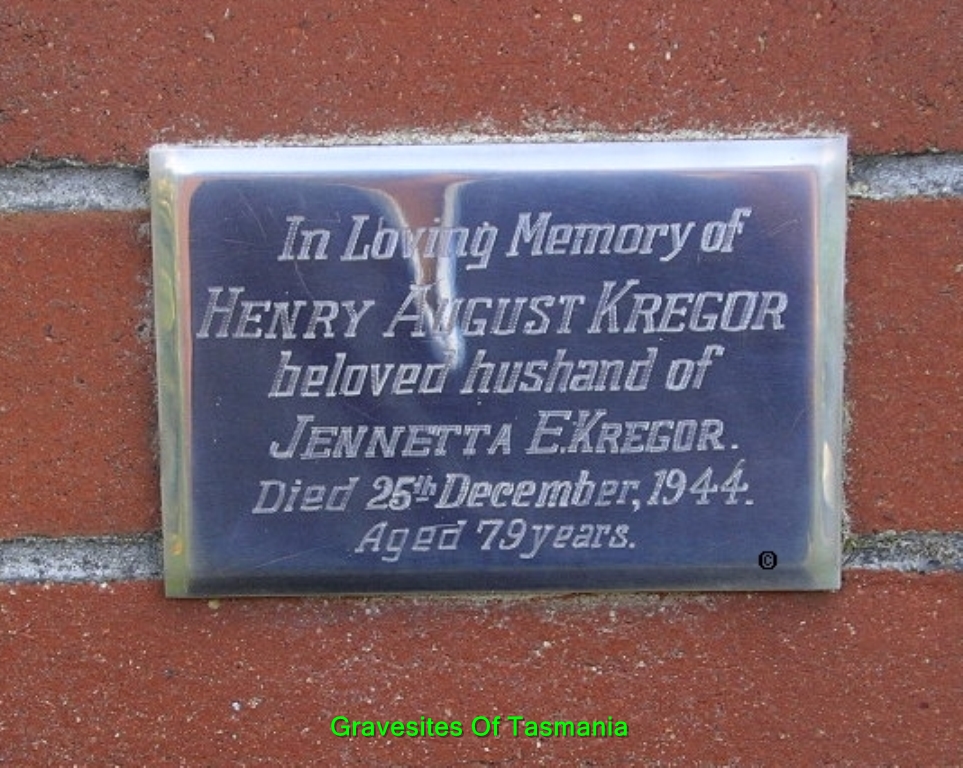 In Loving Memory of
HENRY AUGUST KREGOR
beloved husband of
JENNETTA E.KREGOR.
Died 25th December, 1944.
Aged 79 years.
©
Gravesites Of Tasmania